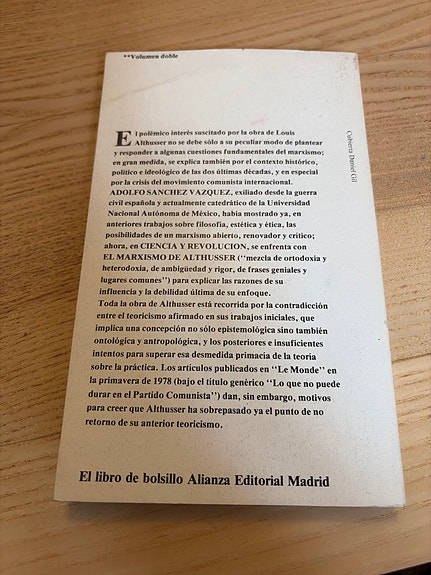 **Volumen doble
El polémico interés suscitado por la obra de Louis
Althusser no se debe sólo a su peculiar modo de plantear
y responder a algunas cuestiones fundamentales del marxismo;
en gran medida, se explica también por el contexto histórico,
político e ideológico de las dos últimas décadas, y en especial
por la crisis del movimiento comunista internacional.
ADOLFO SANCHEZ VAZQUEZ, exiliado desde la guerra
civil española y actualmente catedrático de la Universidad
Nacional Autónoma de México, había mostrado ya, en
anteriores trabajos sobre filosofía, estética y ética, las
posibilidades de un marxismo abierto, renovador y crítico;
ahora, en CIENCIA Y REVOLUCION, se enfrenta con
EL MARXISMO DE ALTHUSSER (‘‘mezcla de ortodoxia y
heterodoxia, de ambigüedad y rigor, de frases geniales y
lugares comunes’’) para explicar las razones de su
influencia y la debilidad última de su enfoque.
Toda la obra de Althusser está recorrida por la contradicción
entre el teoricismo afirmado en sus trabajos iniciales, que
implica una concepción no sólo epistemológica sino también
ontológica y antropológica, y los posteriores e insuficientes
intentos para superar esa desmedida primacía de la teoría
sobre la práctica. Los artículos publicados en ‘‘Le Monde’’ en
la primavera de 1978 (bajo el título genérico ‘‘Lo que no puede
durar en el Partido Comunista’’) dan, sin embargo, motivos
para creer que Althusser ha sobrepasado ya el punto de no
retorno de su anterior teoricismo.
Cubierta Daniel Gil
El libro de bolsillo Alianza Editorial Madrid